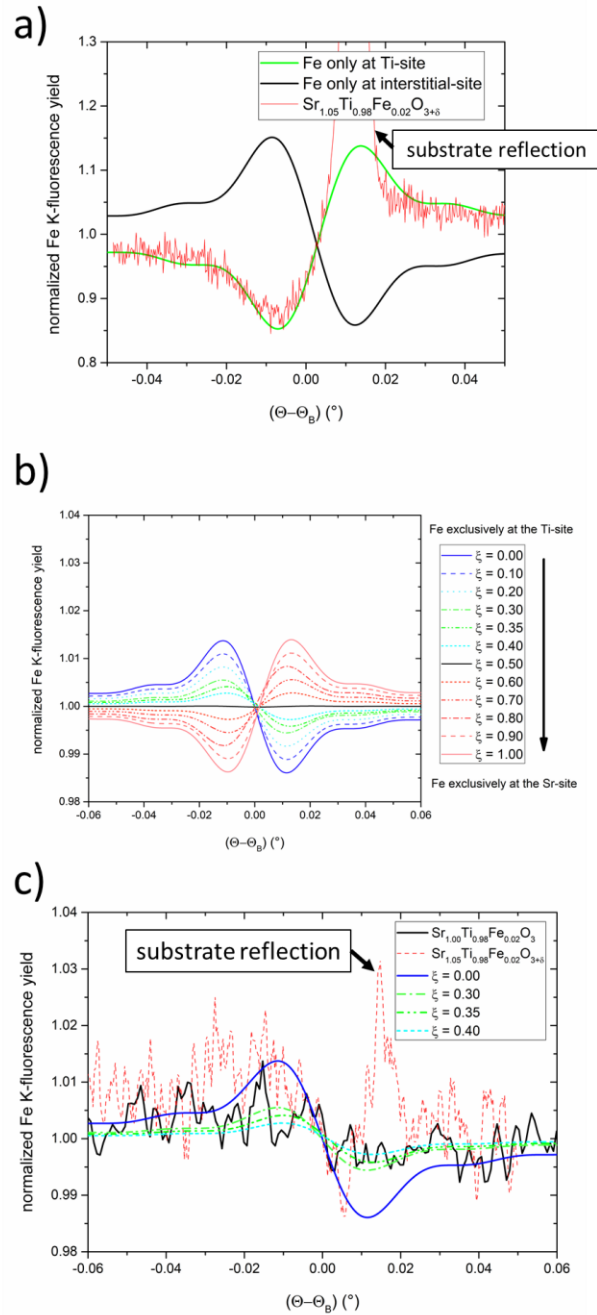 a)
1.3
1.2
1.1
1.0
0.9
0.8
Fe only at Ti-site
Fe only at interstitial-site
Sr1.05Ti0.98Fe0.02O3+δ
substrate reflection
normalized Fe K-fluorescence yield
-0.04 -0.02 0.00 0.02 0.04
(Θ−ΘB) (°)
b)
1.04
1.03
1.02
1.01
1.00
0.99
0.98
normalized Fe K-fluorescence yield
-0.06 -0.04 -0.02 0.00 0.02 0.04 0.06
(Θ−ΘB) (°)
Fe exclusively at the Ti-site
ξ = 0.00
ξ = 0.10
ξ = 0.20
ξ = 0.30
ξ = 0.35
ξ = 0.40
ξ = 0.50
ξ = 0.60
ξ = 0.70
ξ = 0.80
ξ = 0.90
ξ = 1.00
Fe exclusively at the Sr-site
c)
1.04
1.03
1.02
1.01
1.00
0.99
0.98
substrate reflection
Sr1.00Ti0.98Fe0.02O3
Sr1.05Ti0.98Fe0.02O3+δ
ξ = 0.00
ξ = 0.30
ξ = 0.35
ξ = 0.40
normalized Fe K-fluorescence yield
-0.06 -0.04 -0.02 0.00 0.02 0.04 0.06
(Θ−ΘB) (°)